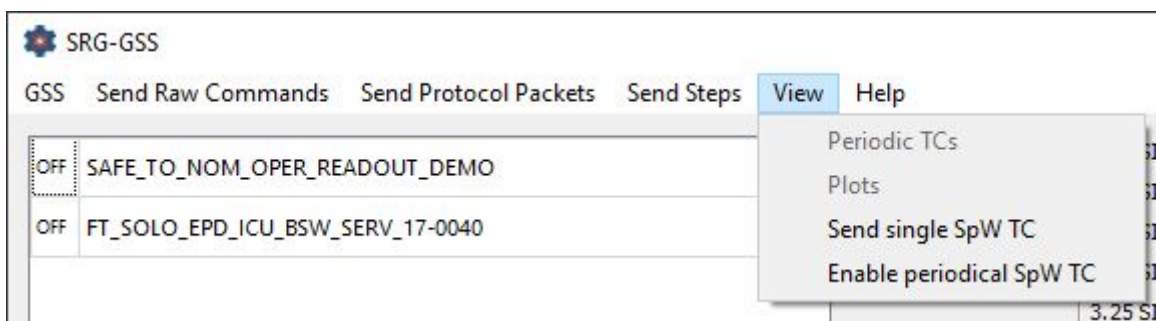 SRG-GSS
GSS Send Raw Commands Send Protocol Packets Send Steps View Help
Periodic TCs
Plots
Send single SpW TC
Enable periodical SpW TC
OFF SAFE_TO_NOM_OPER_READOUT_DEMO
OFF FT_SOLO_EPD_ICU_BSW_SERV_17-0040
3.25